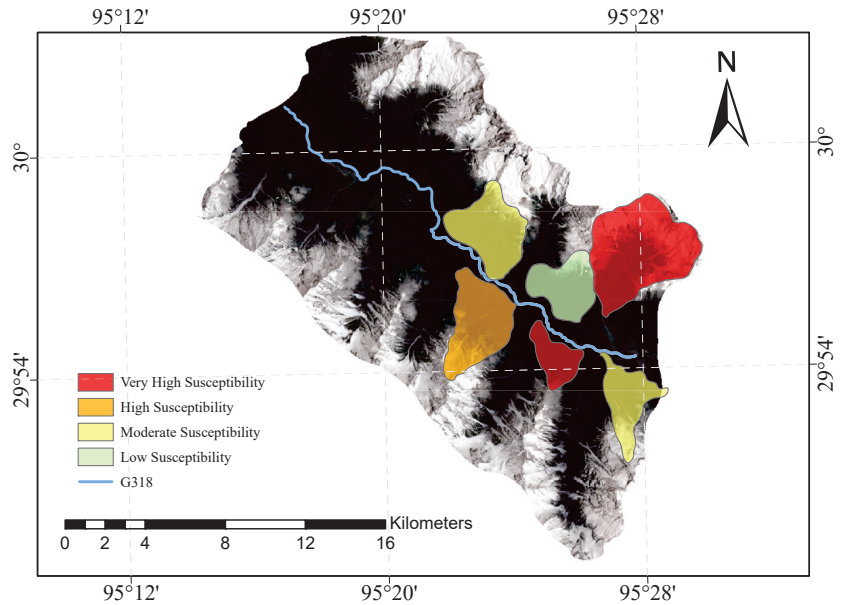 95°12' 95°20' 95°28'
N
30° 30°
29°54' 29°54'
Very High Susceptibility
High Susceptibility
Moderate Susceptibility
Low Susceptibility
G318
Kilometers
0 2 4 8 12 16
95°12' 95°20' 95°28'